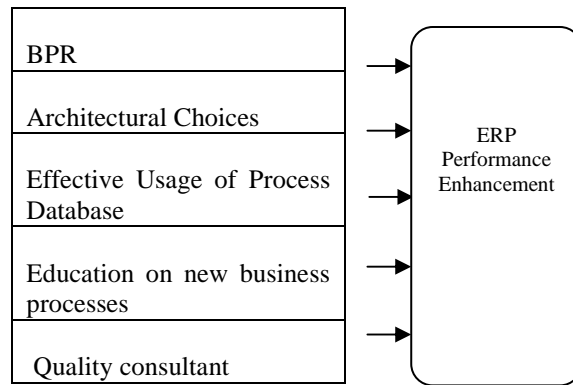 BPR
Architectural Choices
Effective Usage of Process
Database
Education on new business
processes
Quality consultant
ERP
Performance
Enhancement